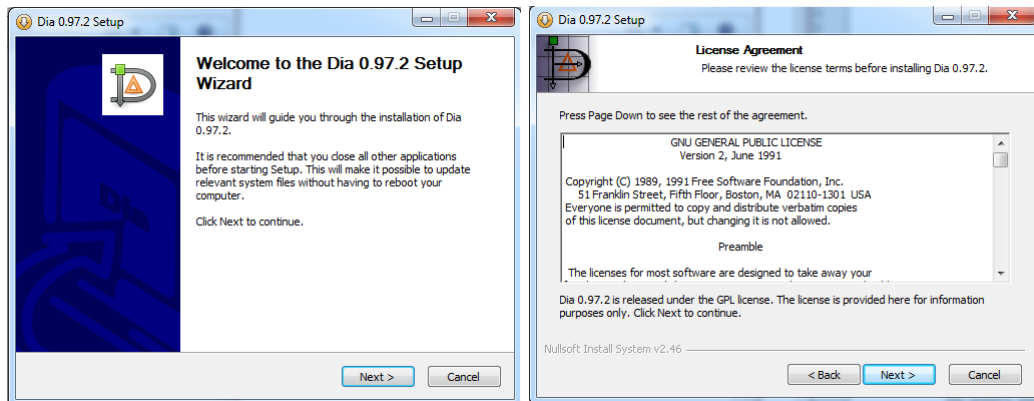 Dia 0.97.2 Setup
Welcome to the Dia 0.97.2 Setup
Wizard
This wizard will guide you through the installation of Dia
0.97.2.
It is recommended that you close all other applications
before starting Setup. This will make it possible to update
relevant system files without having to reboot your
computer.
Click Next to continue.
Dia
Next >
Cancel
Dia 0.97.2 Setup
License Agreement
Please review the license terms before installing Dia 0.97.2.
Press Page Down to see the rest of the agreement.
GNU GENERAL PUBLIC LICENSE
Version 2, June 1991
Copyright (C) 1989, 1991 Free Software Foundation, Inc.
51 Franklin Street, Fifth Floor, Boston, MA 02110-1301 USA
Everyone is permitted to copy and distribute verbatim copies
of this license document, but changing it is not allowed.
Preamble
The licenses for most software are designed to take away your
Dia 0.97.2 is released under the GPL license. The license is provided here for information
purposes only. Click Next to continue.
Nullsoft Install System v2.46
< Back
Next >
Cancel